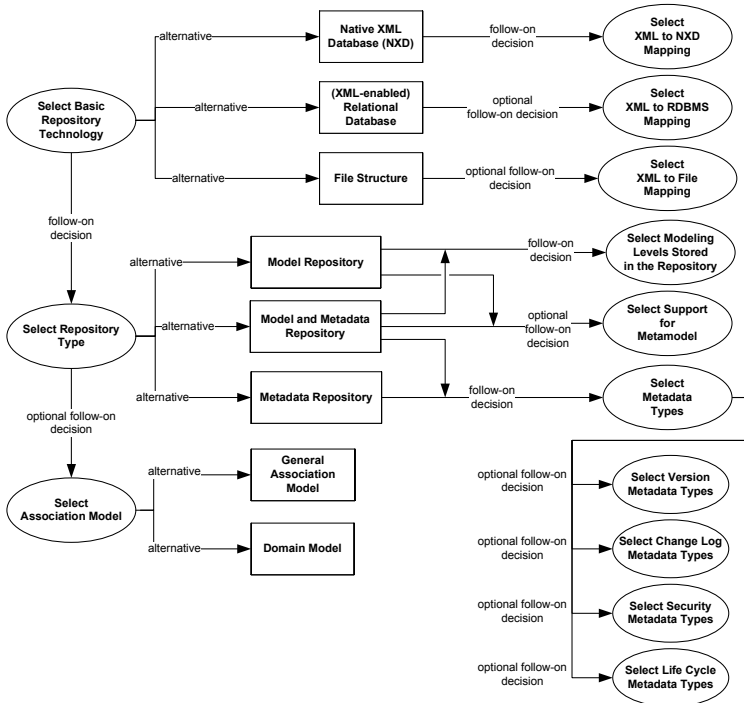 Select Basic
Repository
Technology
alternative
Native XML
Database (NXD)
follow-on
decision
Select
XML to NXD
Mapping
alternative
(XML-enabled)
Relational
Database
optional
follow-on decision
Select
XML to RDBMS
Mapping
alternative
File Structure
optional follow-on
decision
Select
XML to File
Mapping
follow-on
decision
Select Repository
Type
alternative
Model Repository
follow-on
decision
Select Modeling
Levels Stored
in the Repository
alternative
Model and Metadata
Repository
optional
follow-on
decision
Select Support
for
Metamodel
alternative
Metadata Repository
follow-on
decision
Select
Metadata
Types
optional follow-on
decision
Select
Association Model
alternative
General
Association
Model
alternative
Domain Model
optional follow-on
decision
Select Version
Metadata Types
optional follow-on
decision
Select Change Log
Metadata Types
optional follow-on
decision
Select Security
Metadata Types
optional follow-on
decision
Select Life Cycle
Metadata Types